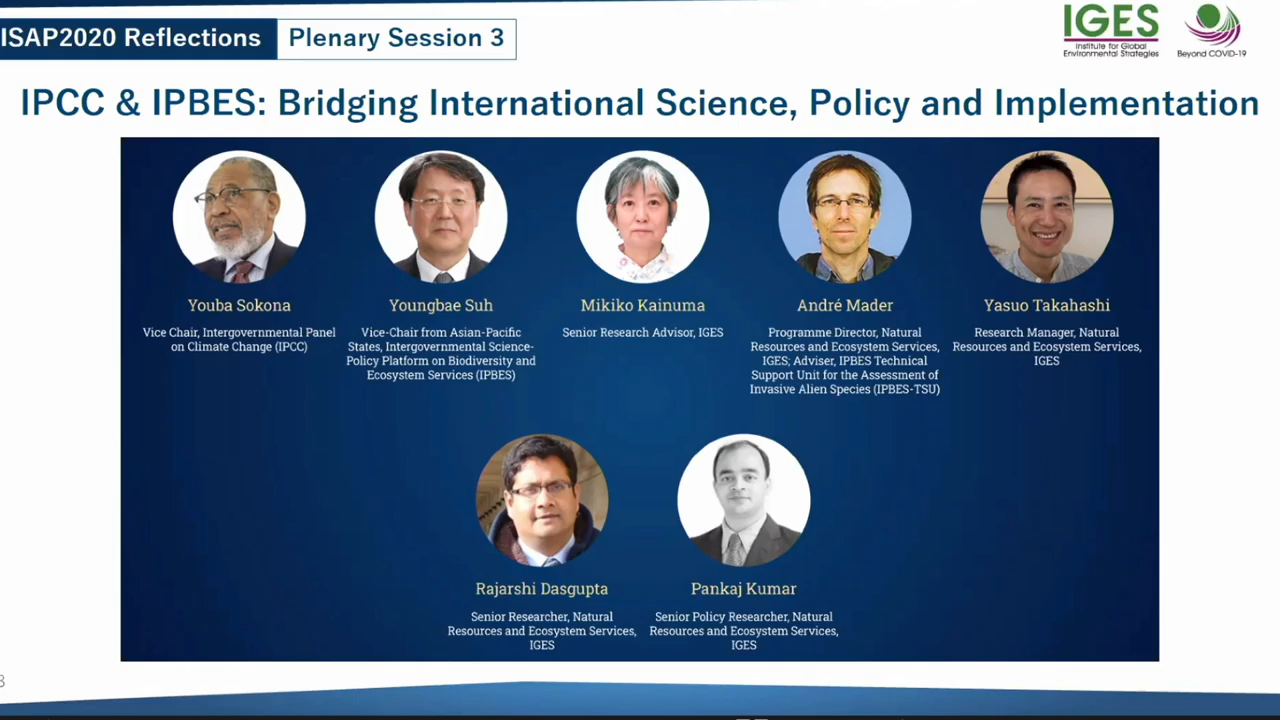 ISAP2020 Reflections
Plenary Session 3
IGES
Institute for Global
Environmental Strategies
Beyond COVID-19
IPCC & IPBES: Bridging International Science, Policy and Implementation
Youba Sokona
Vice Chair, Intergovernmental Panel
on Climate Change (IPCC)
Youngbae Suh
Vice-Chair from Asian-Pacific
States, Intergovernmental Science-
Policy Platform on Biodiversity and
Ecosystem Services (IPBES)
Mikiko Kainuma
Senior Research Advisor, IGES
André Mader
Programme Director, Natural
Resources and Ecosystem Services,
IGES; Adviser, IPBES Technical
Support Unit for the Assessment of
Invasive Alien Species (IPBES-TSU)
Yasuo Takahashi
Research Manager, Natural
Resources and Ecosystem Services,
IGES
Rajarshi Dasgupta
Senior Researcher, Natural
Resources and Ecosystem Services,
IGES
Pankaj Kumar
Senior Policy Researcher, Natural
Resources and Ecosystem Services,
IGES